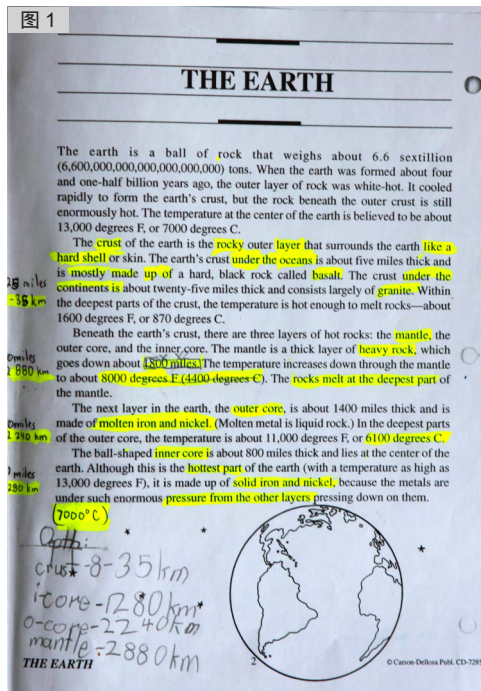 图 1
THE EARTH
The earth is a ball of rock that weighs about 6.6 sextillion
(6,600,000,000,000,000,000,000) tons. When the earth was formed about four
and one-half billion years ago, the outer layer of rock was white-hot. It cooled
rapidly to form the earth's crust, but the rock beneath the outer crust is still
enormously hot. The temperature at the center of the earth is believed to be about
13,000 degrees F, or 7000 degrees C.
The crust of the earth is the rocky outer layer that surrounds the earth like a
hard shell or skin. The earth's crust under the oceans is about five miles thick and
is mostly made up of a hard, black rock called basalt. The crust under the
continents is about twenty-five miles thick and consists largely of granite. Within
the deepest parts of the crust, the temperature is hot enough to melt rocks—about
1600 degrees F, or 870 degrees C.
Beneath the earth's crust, there are three layers of hot rocks: the mantle, the
outer core, and the inner core. The mantle is a thick layer of heavy rock, which
goes down about 1800 miles. The temperature increases down through the mantle
to about 8000 degrees F (4400 degrees C). The rocks melt at the deepest part of
the mantle.
The next layer in the earth, the outer core, is about 1400 miles thick and is
made of molten iron and nickel. (Molten metal is liquid rock.) In the deepest parts
of the outer core, the temperature is about 11,000 degrees F, or 6100 degrees C.
The ball-shaped inner core is about 800 miles thick and lies at the center of the
earth. Although this is the hottest part of the earth (with a temperature as high as
13,000 degrees F), it is made up of solid iron and nickel, because the metals are
under such enormous pressure from the other layers pressing down on them.
25 miles
-35 km
miles
880 km
miles
240 km
miles
290 km
(7000°C)
crust-8-35km
i-core-1280km
o-core-2240km
mantle-2880km
THE EARTH
2
© Carson-Dellosa Publ. CD-7295